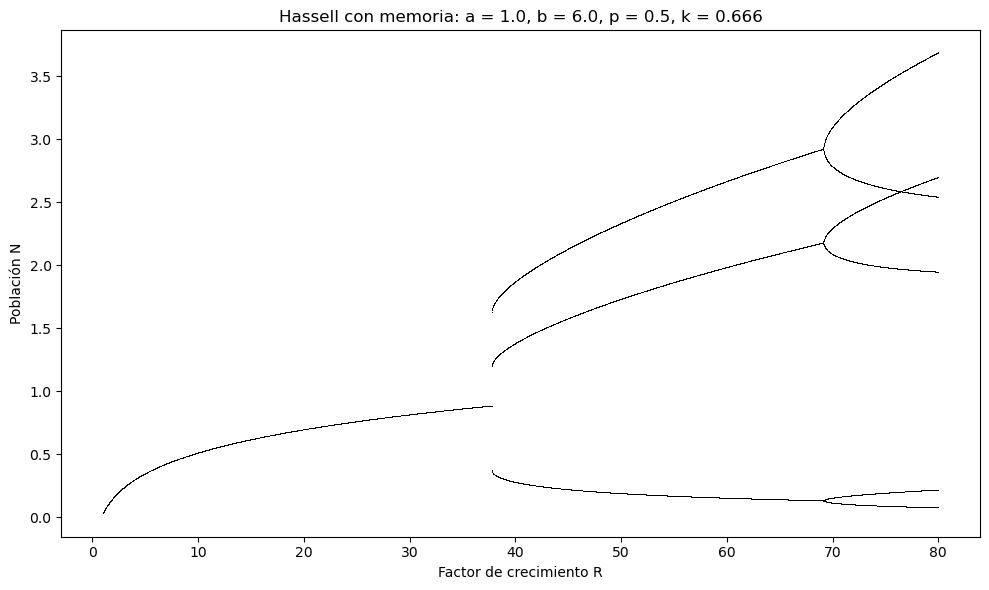 Hassell con memoria: a = 1.0, b = 6.0, p = 0.5, k = 0.666
3.5
3.0
2.5
2.0
1.5
1.0
0.5
0.0
Población N
0 10 20 30 40 50 60 70 80
Factor de crecimiento R